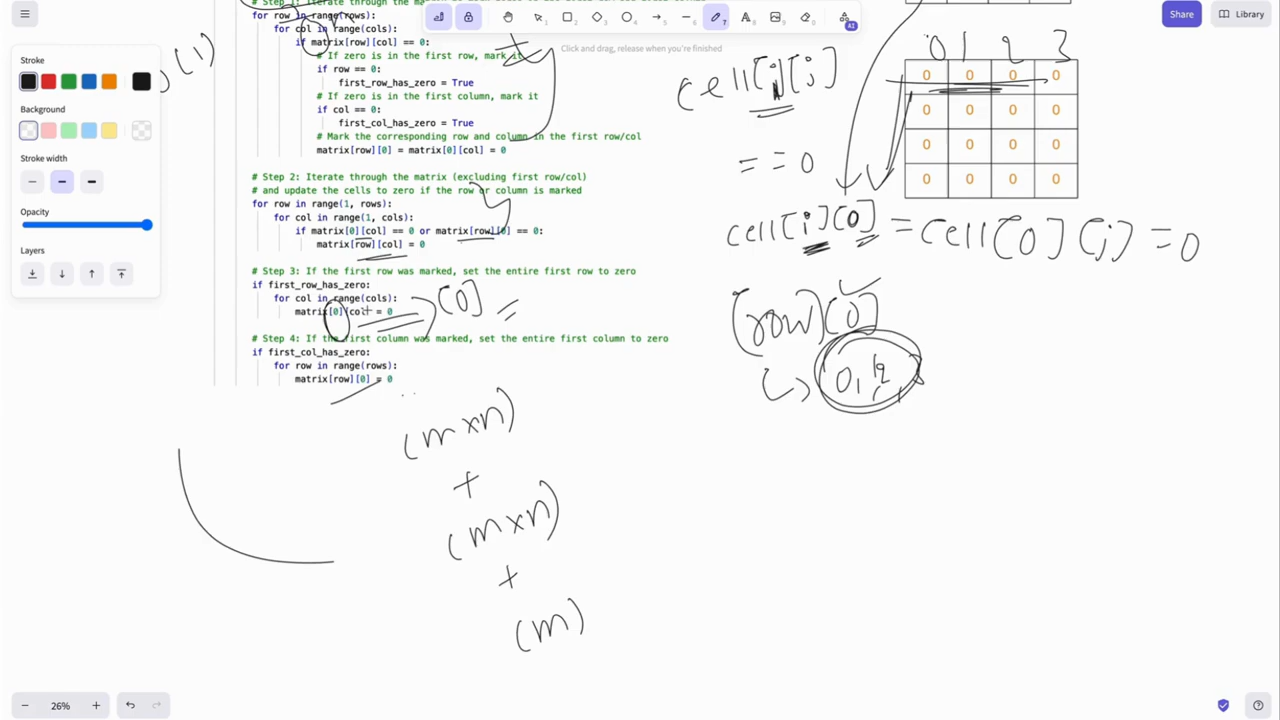 Share
Library
Click and drag, release when you're finished
Stroke
Background
Stroke width
Opacity
Layers
26%
for row in range(rows):
for col in range(cols):
if matrix[row][col] == 0:
# If zero is in the first row, mark it
if row == 0:
first_row_has_zero = True
# If zero is in the first column, mark it
if col == 0:
first_col_has_zero = True
# Mark the corresponding row and column in the first row/col
matrix[row][0] = matrix[0][col] = 0
# Step 2: Iterate through the matrix (excluding first row/col)
# and update the cells to zero if the row or column is marked
for row in range(1, rows):
for col in range(1, cols):
if matrix[0][col] == 0 or matrix[row][0] == 0:
matrix[row][col] = 0
# Step 3: If the first row was marked, set the entire first row to zero
if first_row_has_zero:
for col in range(cols):
matrix[0][col] = 0
# Step 4: If the first column was marked, set the entire first column to zero
if first_col_has_zero:
for row in range(rows):
matrix[row][0] = 0
(1)
[0] =
(m×n)
+
(m×n)
+
(m)
cell[i][j]
= = 0
cell[i][0] = cell[0][j] = 0
(row)(0)
0 1 2 3
0 0 0 0
0 0 0 0
0 0 0 0
0 0 0 0